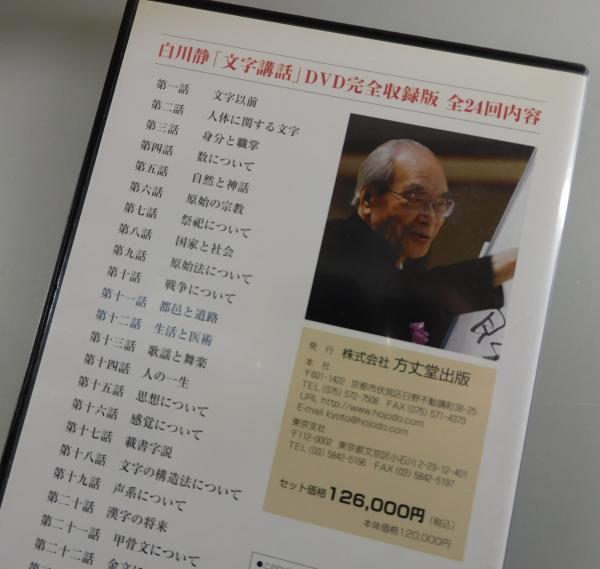 白川静「文字講話」DVD完全収録版 全24回内容
第一話 文字以前
第二話 人体に関する文字
第三話 身分と職掌
第四話 数について
第五話 自然と神話
第六話 原始の宗教
第七話 祭祀について
第八話 国家と社会
第九話 原始法について
第十話 戦争について
第十一話 都邑と道路
第十二話 生活と医術
第十三話 歌謡と舞楽
第十四話 人の一生
第十五話 思想について
第十六話 感覚について
第十七話 載書字説
第十八話 文字の構造法について
第十九話 声系について
第二十話 漢字の将来
第二十一話 甲骨文について
第二十二話 金文に
発行 株式会社 方丈堂出版
本社
〒601-1422 京都市伏見区日野不動講町38-25
TEL (075) 572-7508 FAX (075) 571-4373
URL http://www.hojodo.com
E-mail kyoto@hojodo.com
東京支社
〒112-0002 東京都文京区小石川2-23-12-401
TEL (03) 5842-5196 FAX (03) 5842-5197
セット価格 126,000円(税込)
本体価格120,000円